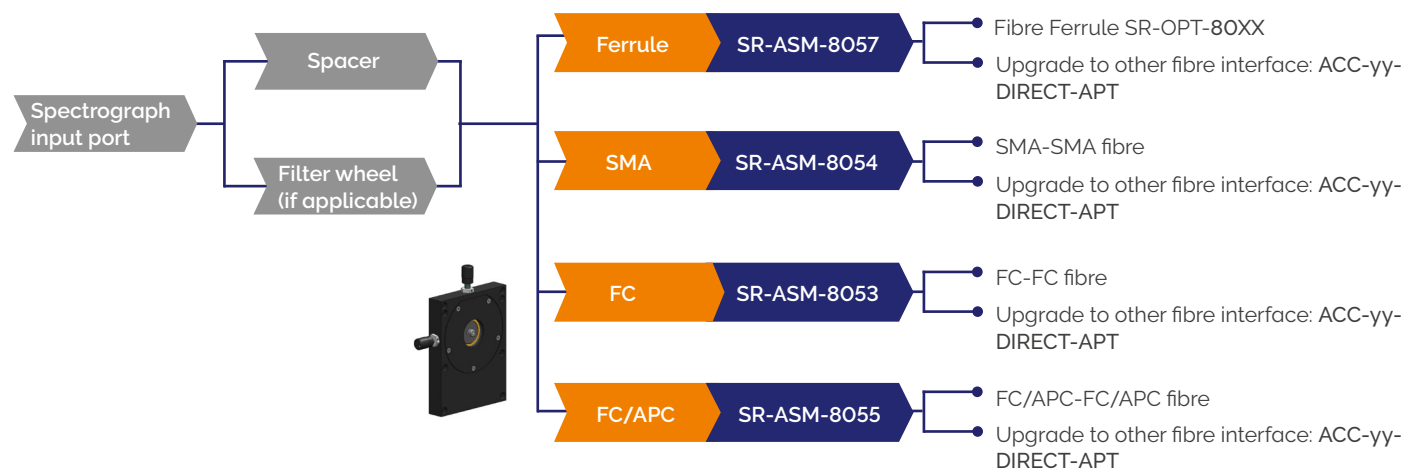 Spectrograph
input port
Spacer
Filter wheel
(if applicable)
Ferrule
SR-ASM-8057
Fibre Ferrule SR-OPT-80XX
Upgrade to other fibre interface: ACC-yy-
DIRECT-APT
SMA
SR-ASM-8054
SMA-SMA fibre
Upgrade to other fibre interface: ACC-yy-
DIRECT-APT
FC
SR-ASM-8053
FC-FC fibre
Upgrade to other fibre interface: ACC-yy-
DIRECT-APT
FC/APC
SR-ASM-8055
FC/APC-FC/APC fibre
Upgrade to other fibre interface: ACC-yy-
DIRECT-APT